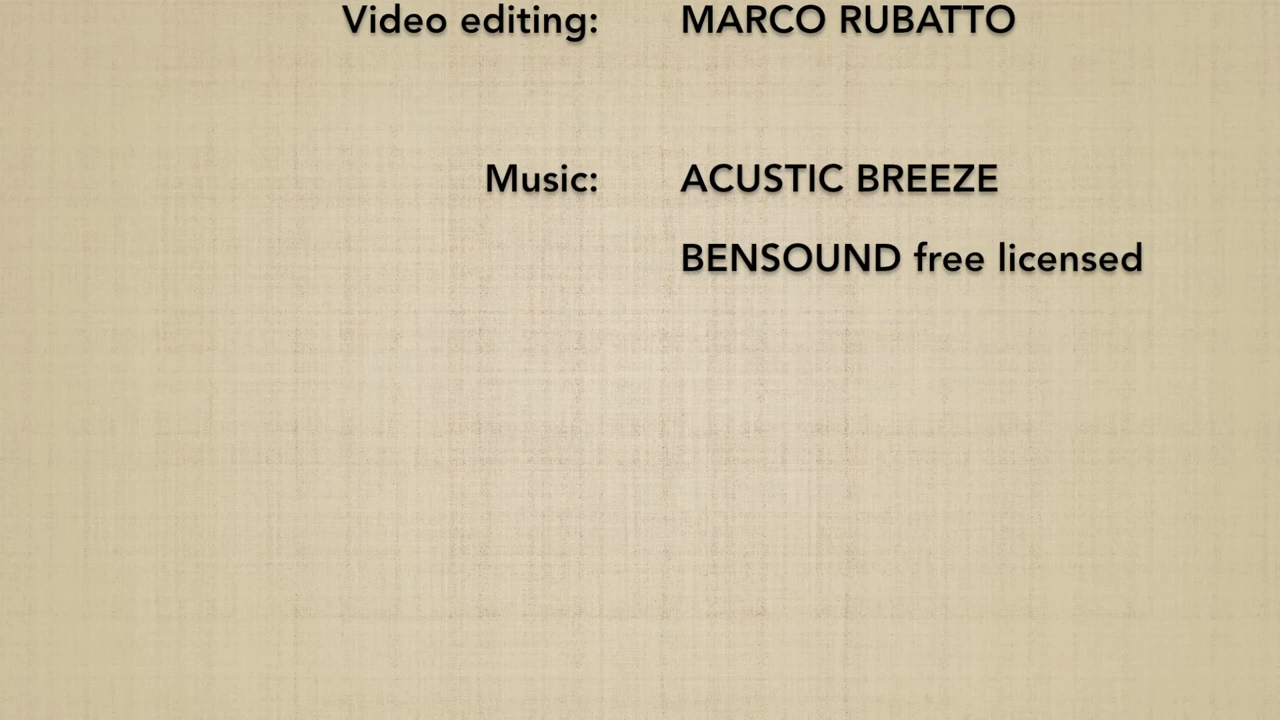 Video editing: MARCO RUBATTO
Music: ACUSTIC BREEZE
BENSOUND free licensed